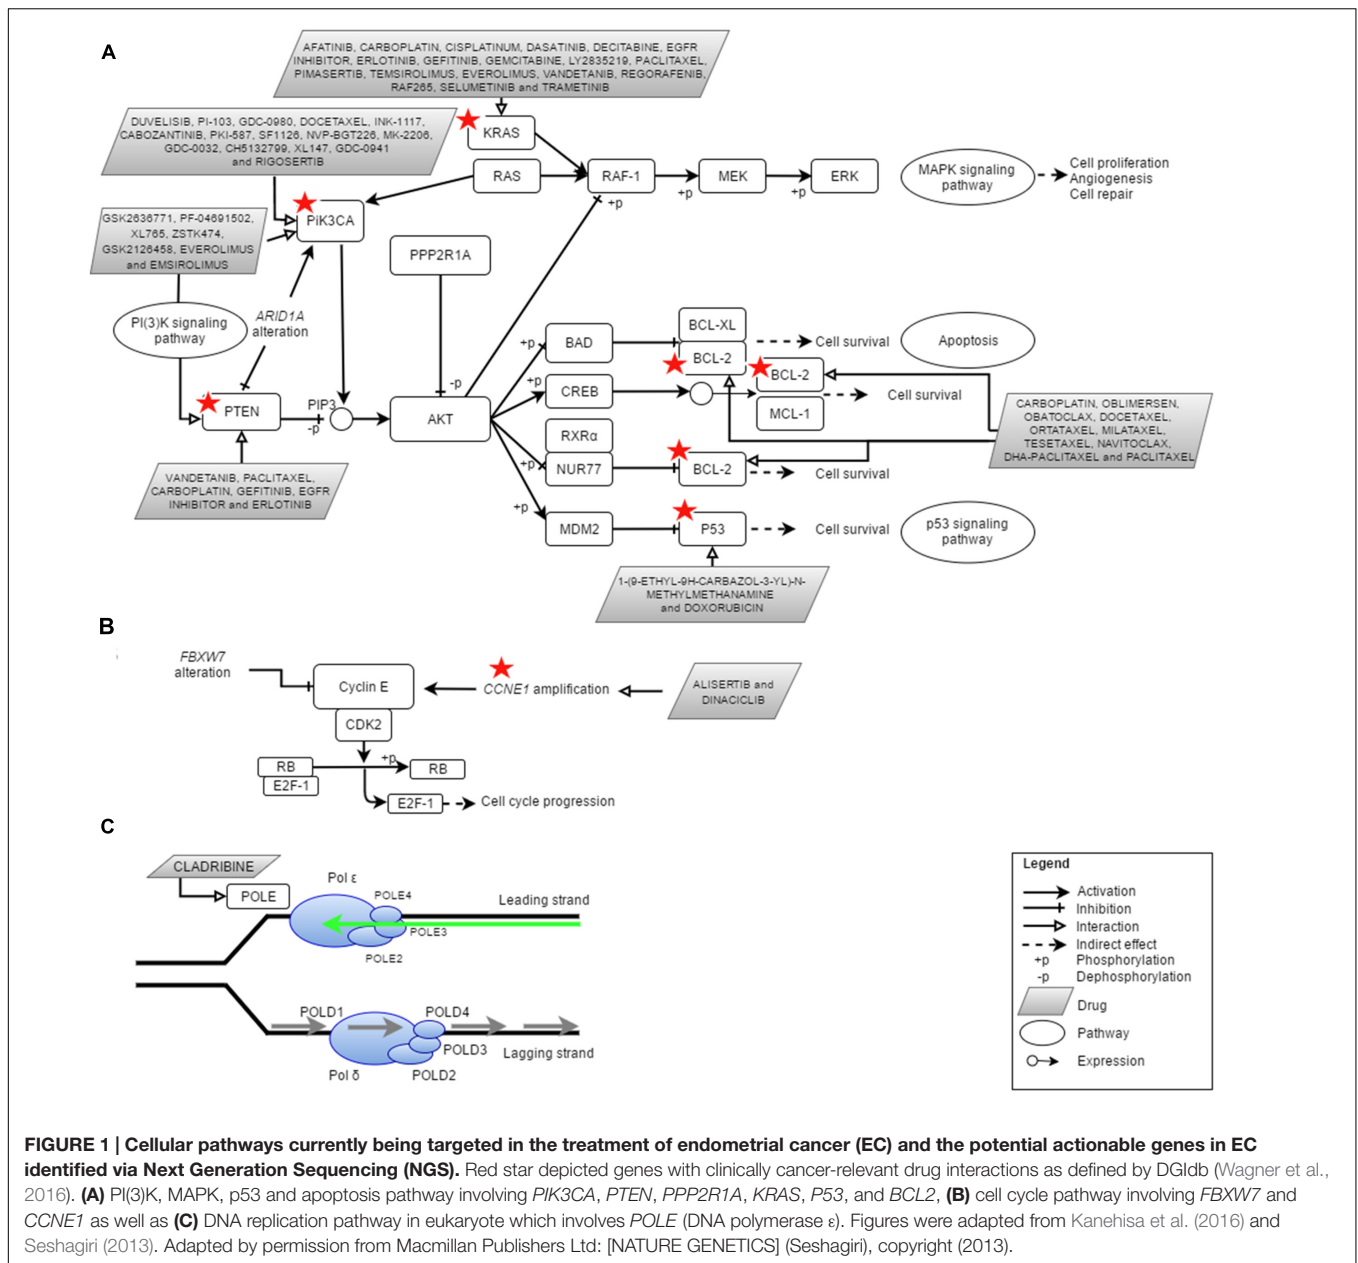 A
AFATINIB, CARBOPLATIN, CISPLATINUM, DASATINIB, DECITABINE, EGFR
INHIBITOR, ERLOTINIB, GEFITINIB, GEMCITABINE, LY2835219, PACLITAXEL,
PIMASERTIB, TEMSIROLIMUS, EVEROLIMUS, VANDETANIB, REGORAFENIB,
RAF265, SELUMETINIB and TRAMETINIB
DUVELISIB, PI-103, GDC-0980, DOCETAXEL, INK-1117,
CABOZANTINIB, PKI-587, SF1126, NVP-BGT226, MK-2206,
GDC-0032, CH5132799, XL147, GDC-0941
and RIGOSERTIB
KRAS
RAS
RAF-1
+p
MEK
+p
ERK
MAPK signaling
pathway
Cell proliferation
Angiogenesis
Cell repair
+p
GSK2636771, PF-04691502,
XL765, ZSTK474,
GSK2126458, EVEROLIMUS
and EMSIROLIMUS
PiK3CA
PPP2R1A
PI(3)K signaling
pathway
ARID1A
alteration
BAD
+p
BCL-XL
BCL-2
Cell survival
Apoptosis
BCL-2
MCL-1
Cell survival
+p
CREB
-p
PTEN
PIP3
-p
AKT
CARBOPLATIN, OBLIMERSEN,
OBATOCLAX, DOCETAXEL,
ORTATAXEL, MILATAXEL,
TESETAXEL, NAVITOCLAX,
DHA-PACLITAXEL and PACLITAXEL
RXRα
NUR77
+p
BCL-2
Cell survival
VANDETANIB, PACLITAXEL,
CARBOPLATIN, GEFITINIB, EGFR
INHIBITOR and ERLOTINIB
+p
MDM2
P53
Cell survival
p53 signaling
pathway
1-(9-ETHYL-9H-CARBAZOL-3-YL)-N-
METHYLMETHANAMINE
and DOXORUBICIN
B
FBXW7
alteration
Cyclin E
CCNE1 amplification
ALISERTIB and
DINACICLIB
CDK2
RB
E2F-1
+p
RB
E2F-1
Cell cycle progression
C
CLADRIBINE
POLE
Pol ε
POLE4
POLE3
POLE2
Leading strand
POLD1
POLD4
POLD3
POLD2
Pol δ
Lagging strand
Legend
Activation
Inhibition
Interaction
Indirect effect
+p Phosphorylation
-p Dephosphorylation
Drug
Pathway
Expression
FIGURE 1 | Cellular pathways currently being targeted in the treatment of endometrial cancer (EC) and the potential actionable genes in EC
identified via Next Generation Sequencing (NGS). Red star depicted genes with clinically cancer-relevant drug interactions as defined by DGIdb (Wagner et al.,
2016). (A) PI(3)K, MAPK, p53 and apoptosis pathway involving PIK3CA, PTEN, PPP2R1A, KRAS, P53, and BCL2, (B) cell cycle pathway involving FBXW7 and
CCNE1 as well as (C) DNA replication pathway in eukaryote which involves POLE (DNA polymerase ε). Figures were adapted from Kanehisa et al. (2016) and
Seshagiri (2013). Adapted by permission from Macmillan Publishers Ltd: [NATURE GENETICS] (Seshagiri), copyright (2013).